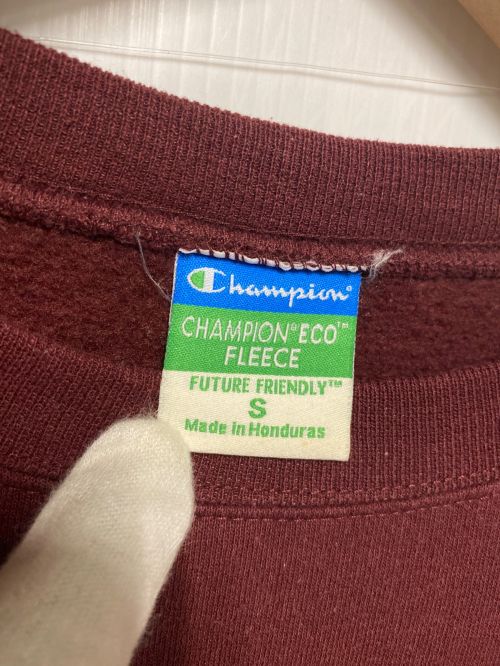 Champion®
CHAMPION® ECO™
FLEECE
FUTURE FRIENDLY™
S
Made in Honduras